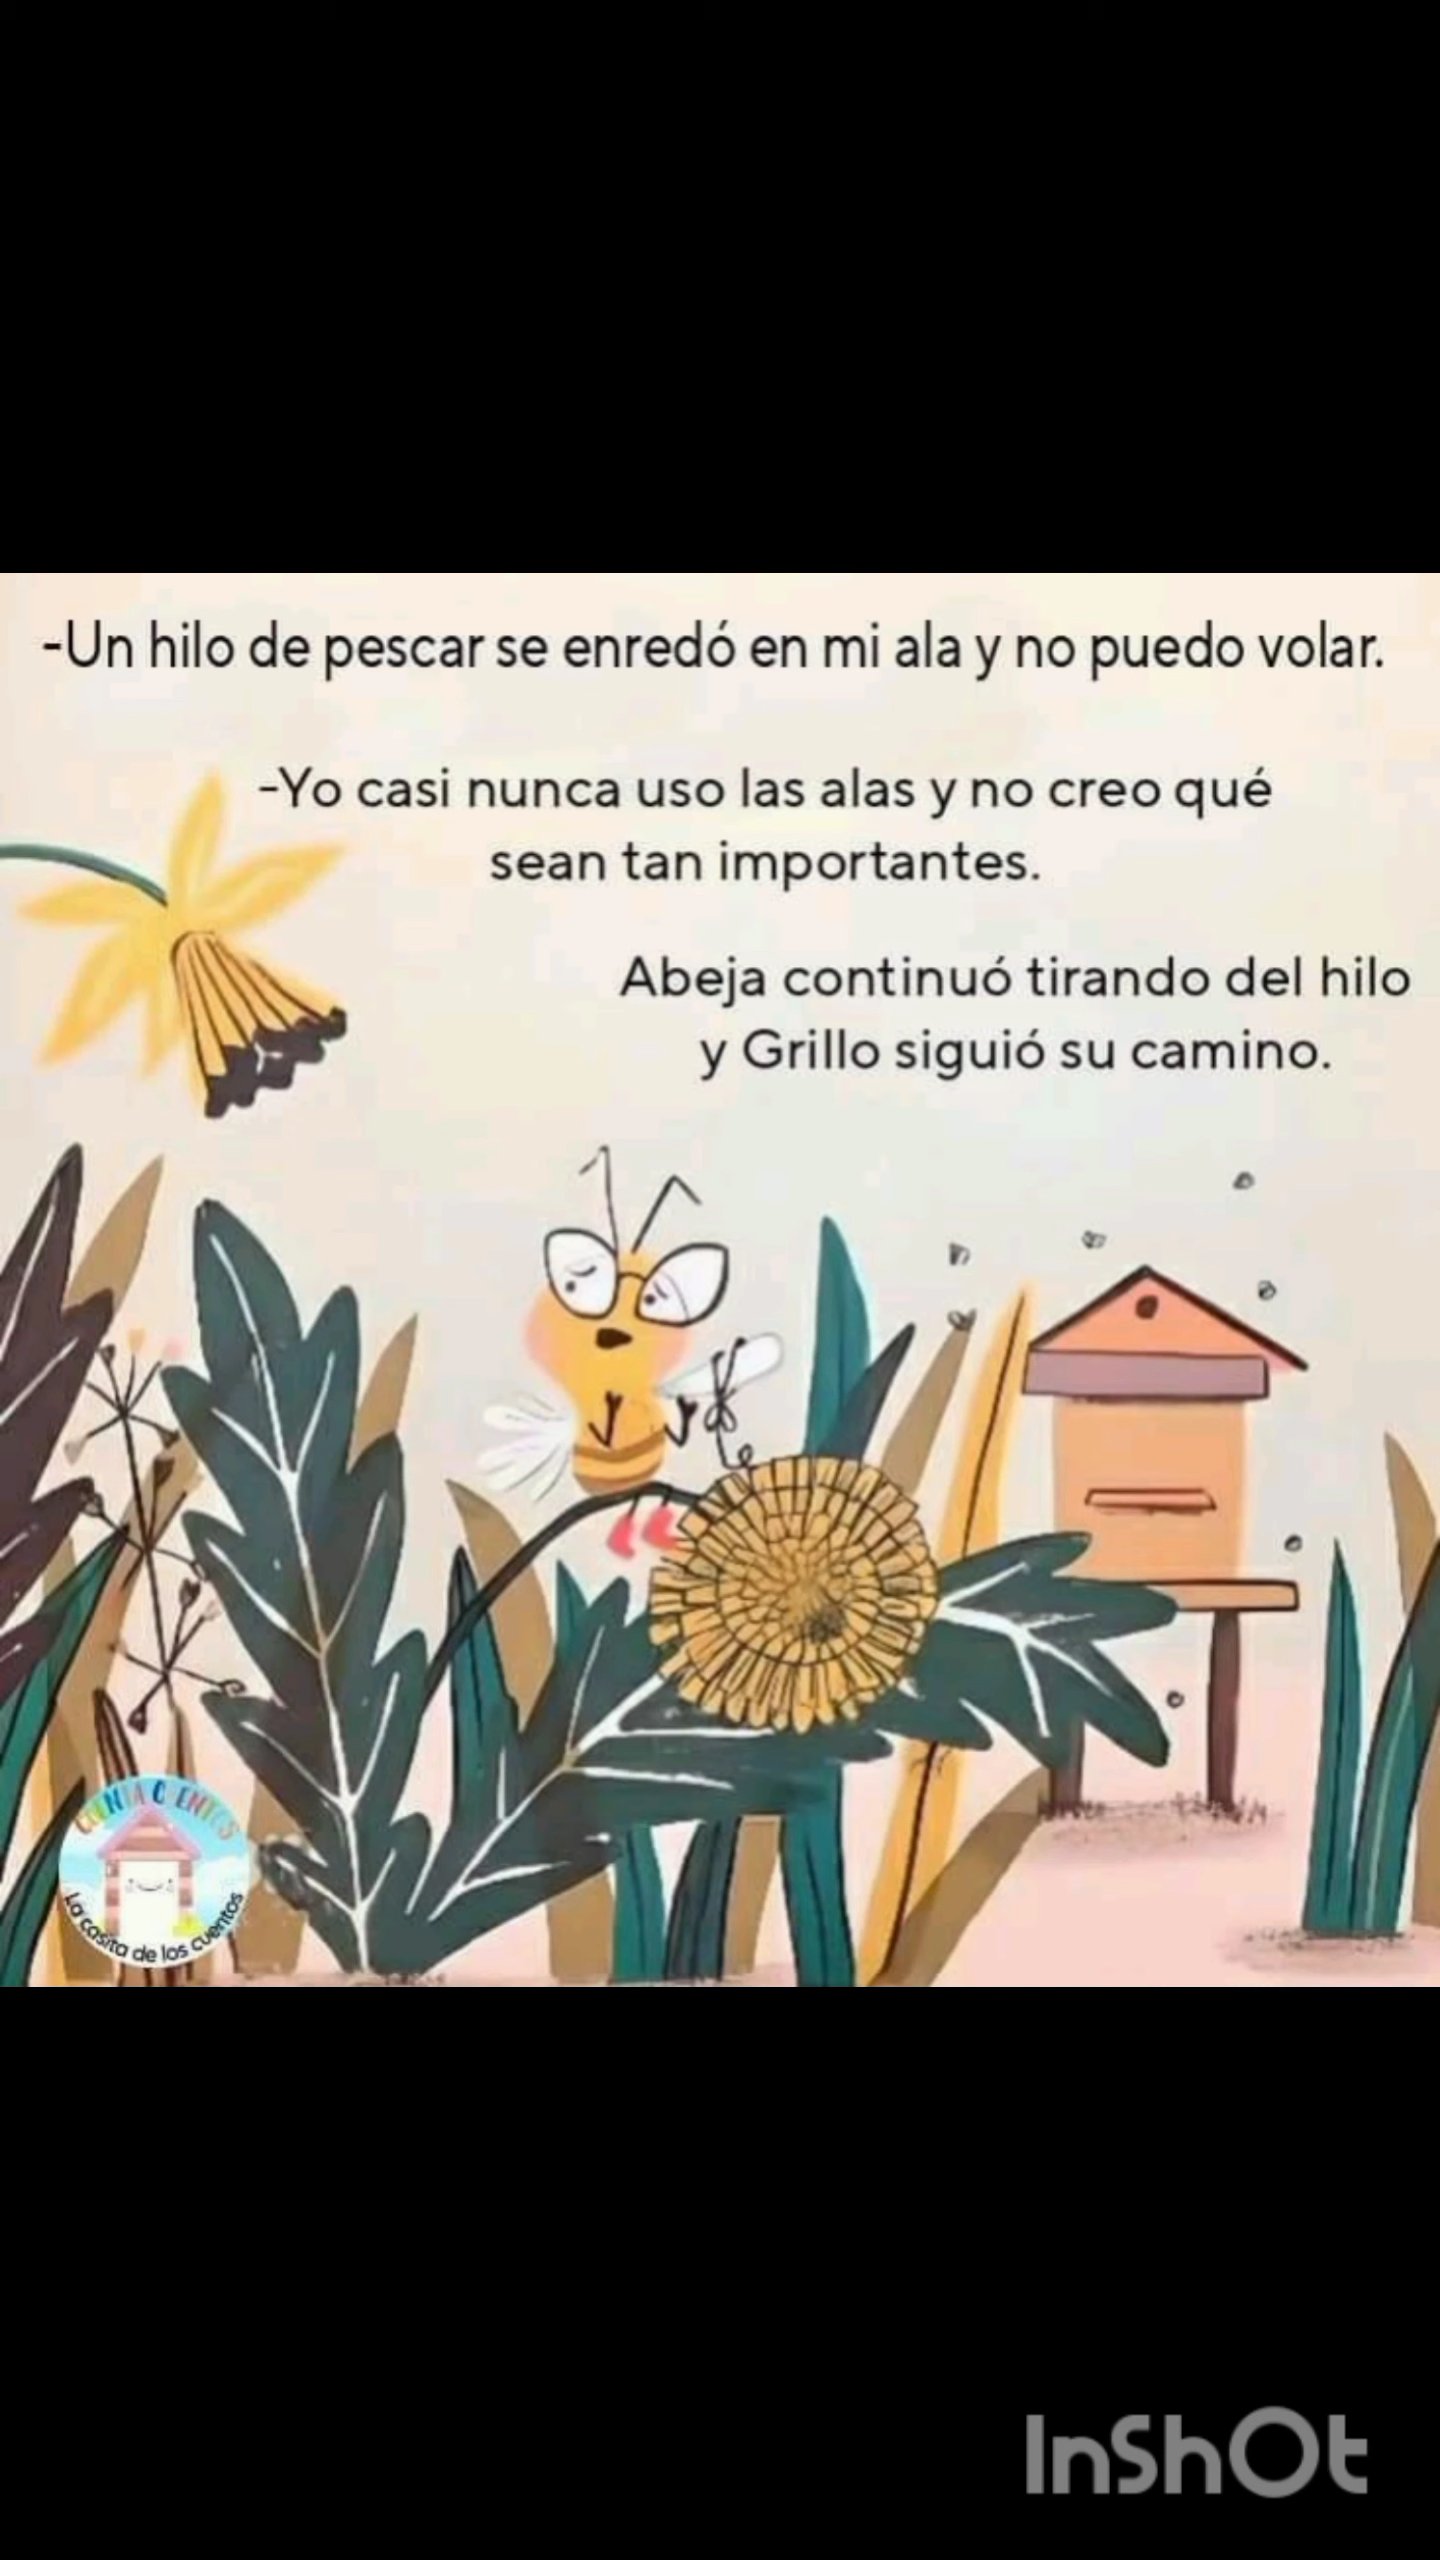 -Un hilo de pescar se enredó en mi ala y no puedo volar.
-Yo casi nunca uso las alas y no creo qué
sean tan importantes.
Abeja continuó tirando del hilo
y Grillo siguió su camino.
CUENTA CUENTOS
La casita de los cuentos
InShOt